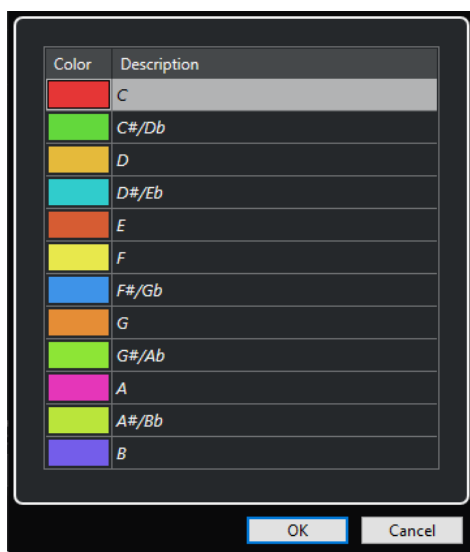 Color Description
C
C#/Db
D
D#/Eb
E
F
F#/Gb
G
G#/Ab
A
A#/Bb
B
OK Cancel